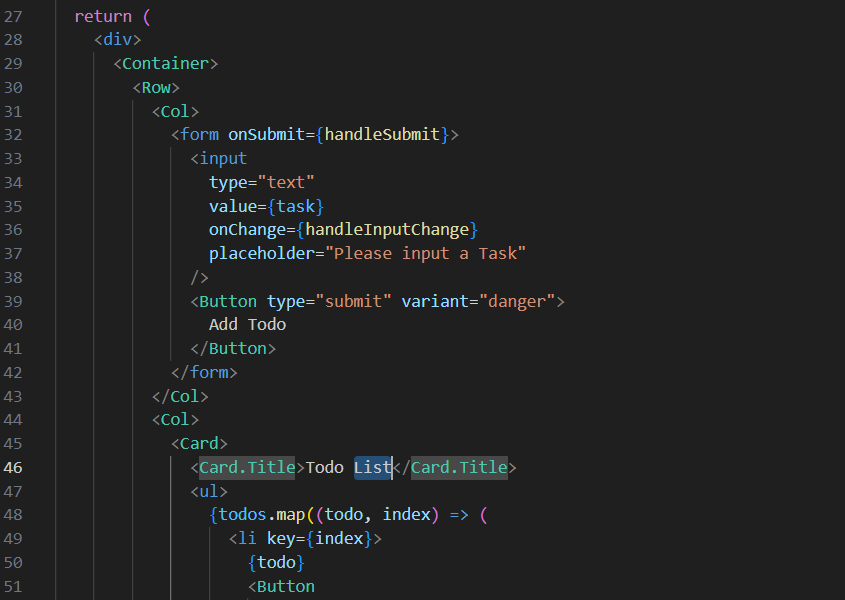 27 return (
28 <div>
29 <Container>
30 <Row>
31 <Col>
32 <form onSubmit={handleSubmit}>
33 <input
34 type="text"
35 value={task}
36 onChange={handleInputChange}
37 placeholder="Please input a Task"
38 />
39 <Button type="submit" variant="danger">
40 Add Todo
41 </Button>
42 </form>
43 </Col>
44 <Col>
45 <Card>
46 <Card.Title>Todo List</Card.Title>
47 <ul>
48 {todos.map((todo, index) => (
49 <li key={index}>
50 {todo}
51 <Button